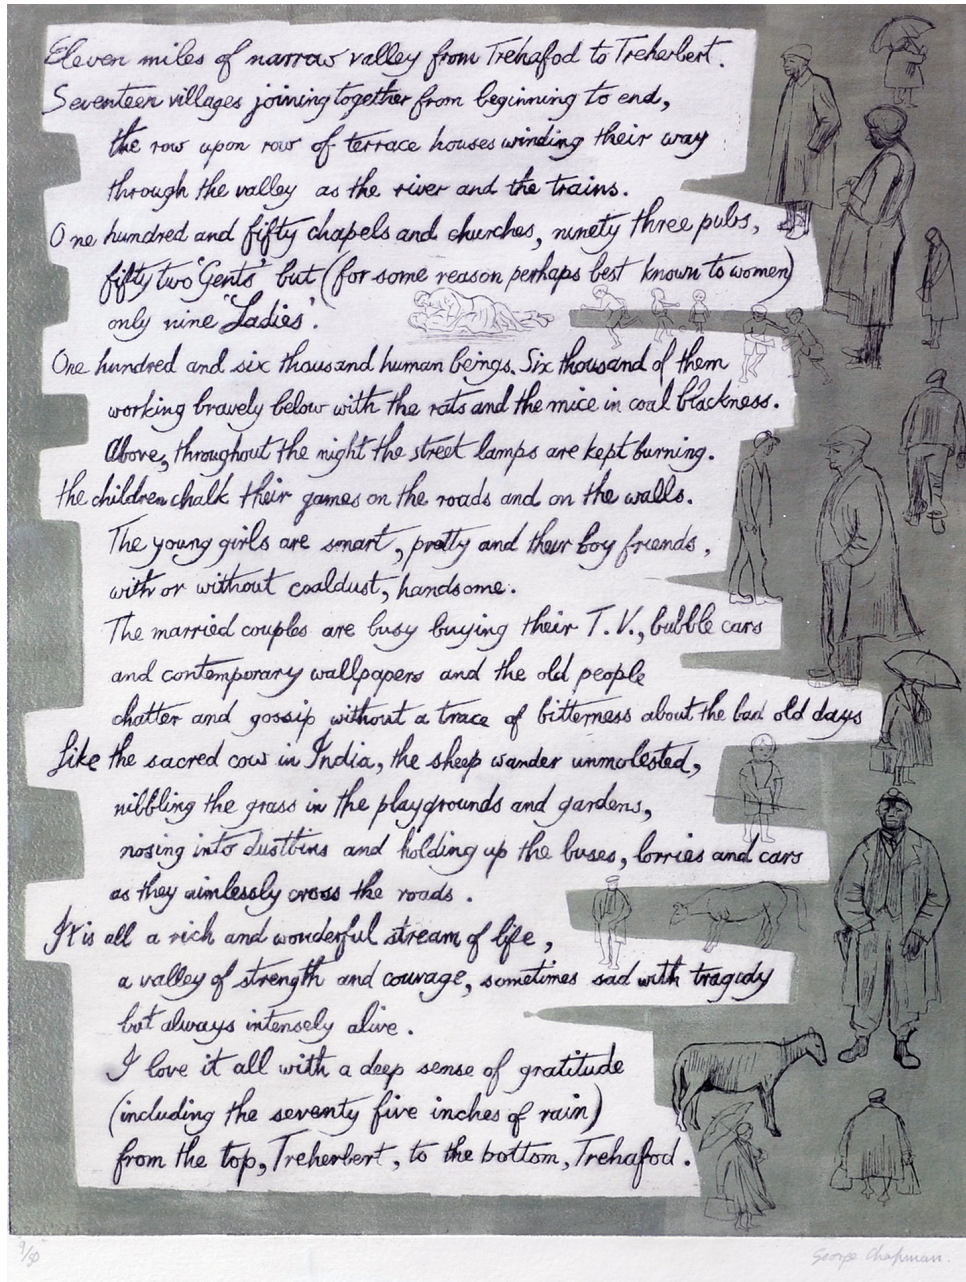 Eleven miles of narrow valley from Trehafod to Treherbert.
Seventeen villages joining together from beginning to end,
the row upon row of terrace houses winding their way
through the valley as the river and the trains.
One hundred and fifty chapels and churches, ninety three pubs,
fifty two 'Gents' but (for some reason perhaps best known to women)
only nine 'Ladies'.
One hundred and six thousand human beings. Six thousand of them
working bravely below with the rats and the mice in coal blackness.
Above, throughout the night the street lamps are kept burning.
the children chalk their games on the roads and on the walls.
The young girls are smart, pretty and their boy friends,
with or without coaldust, handsome.
The married couples are busy buying their T.V., bubble cars
and contemporary wallpapers and the old people
chatter and gossip without a trace of bitterness about the bad old days
Like the sacred cow in India, the sheep wander unmolested,
nibbling the grass in the playgrounds and gardens,
nosing into dustbins and holding up the buses, lorries and cars
as they aimlessly cross the roads.
It is all a rich and wonderful stream of life,
a valley of strength and courage, sometimes sad with tragedy
but always intensely alive.
I love it all with a deep sense of gratitude
(including the seventy five inches of rain)
from the top, Treherbert, to the bottom, Trehafod.
9/50 George Chapman.